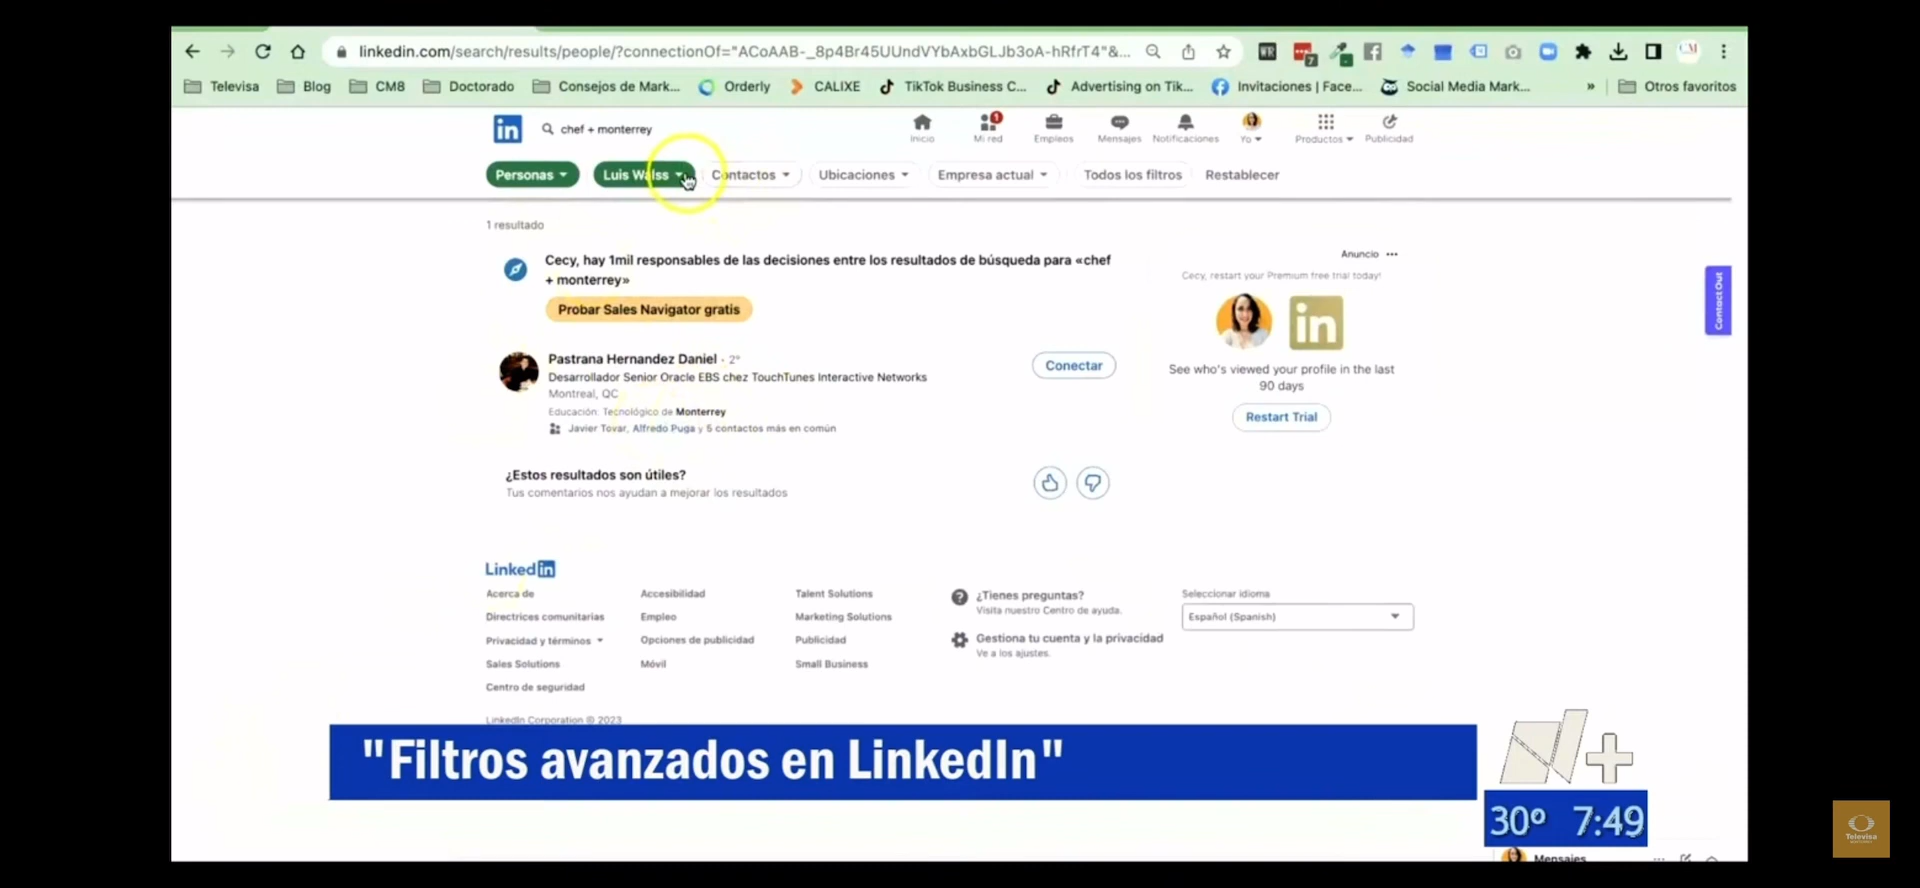 linkedin.com/search/results/people/?connectionOf="ACoAAB-_8p4Br45UUndVYbAxbGLJb3oA-hRfrT4"&...
Televisa Blog CM8 Doctorado Consejos de Mark... Orderly CALIXE TikTok Business C... Advertising on Tik... Invitaciones | Face... Social Media Mark... » Otros favoritos
in chef + monterrey
Inicio Mi red Empleos Mensajes Notificaciones Yo Productos Publicidad
Personas Luis Walss Contactos Ubicaciones Empresa actual Todos los filtros Restablecer
1 resultado
Cecy, hay 1mil responsables de las decisiones entre los resultados de búsqueda para «chef
+ monterrey»
Probar Sales Navigator gratis
Pastrana Hernandez Daniel · 2°
Desarrollador Senior Oracle EBS chez TouchTunes Interactive Networks
Montreal, QC
Educación: Tecnológico de Monterrey
Javier Tovar, Alfredo Puga y 5 contactos más en común
Conectar
¿Estos resultados son útiles?
Tus comentarios nos ayudan a mejorar los resultados
Anuncio ...
Cecy, restart your Premium free trial today!
in
See who's viewed your profile in the last
90 days
Restart Trial
ContactOut
LinkedIn
Acerca de
Directrices comunitarias
Privacidad y términos
Sales Solutions
Centro de seguridad
Accesibilidad
Empleo
Opciones de publicidad
Móvil
Talent Solutions
Marketing Solutions
Publicidad
Small Business
¿Tienes preguntas?
Visita nuestro Centro de ayuda.
Gestiona tu cuenta y la privacidad
Ve a los ajustes.
Seleccionar idioma
Español (Spanish)
LinkedIn Corporation © 2023
"Filtros avanzados en LinkedIn"
N+
30° 7:49
Mensajes
Televisa